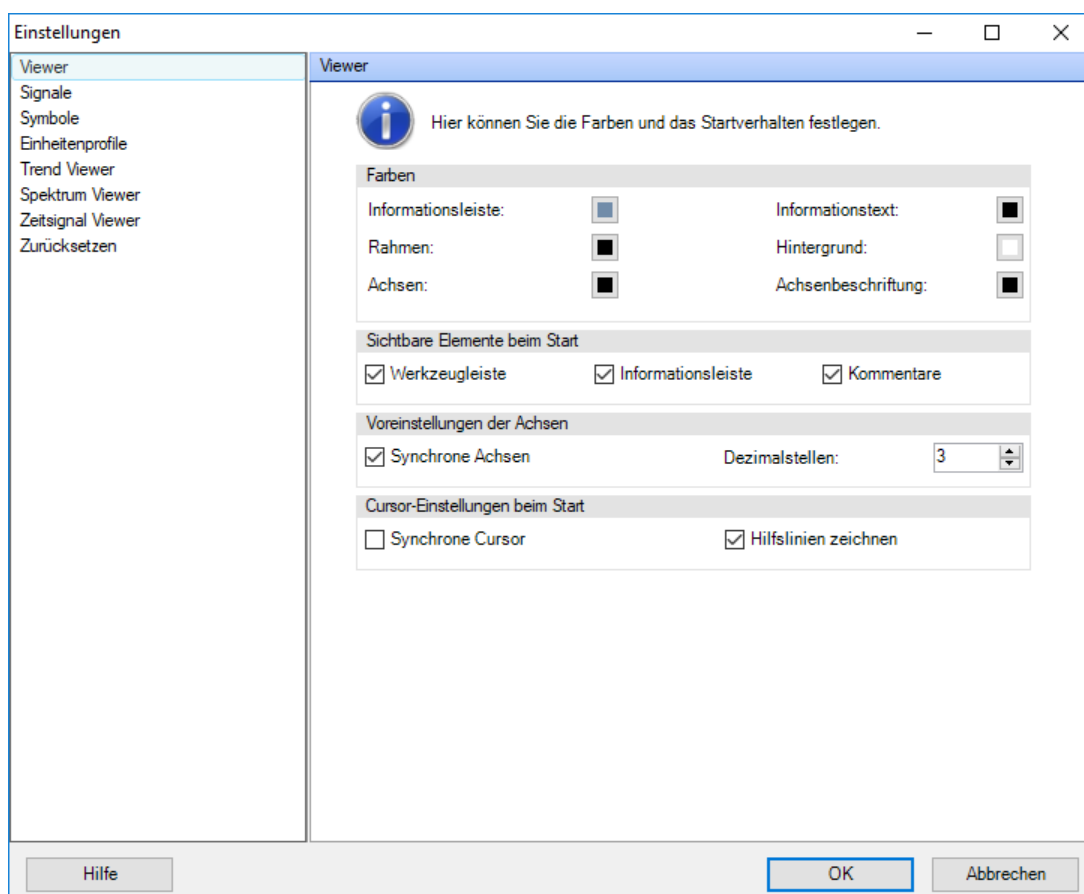 Einstellungen
Viewer
Signale
Symbole
Einheitenprofile
Trend Viewer
Spektrum Viewer
Zeitsignal Viewer
Zurücksetzen
Viewer
Hier können Sie die Farben und das Startverhalten festlegen.
Farben
Informationsleiste: Informationstext:
Rahmen: Hintergrund:
Achsen: Achsenbeschriftung:
Sichtbare Elemente beim Start
Werkzeugleiste Informationsleiste Kommentare
Voreinstellungen der Achsen
Synchrone Achsen Dezimalstellen: 3
Cursor-Einstellungen beim Start
Synchrone Cursor Hilfslinien zeichnen
Hilfe OK Abbrechen